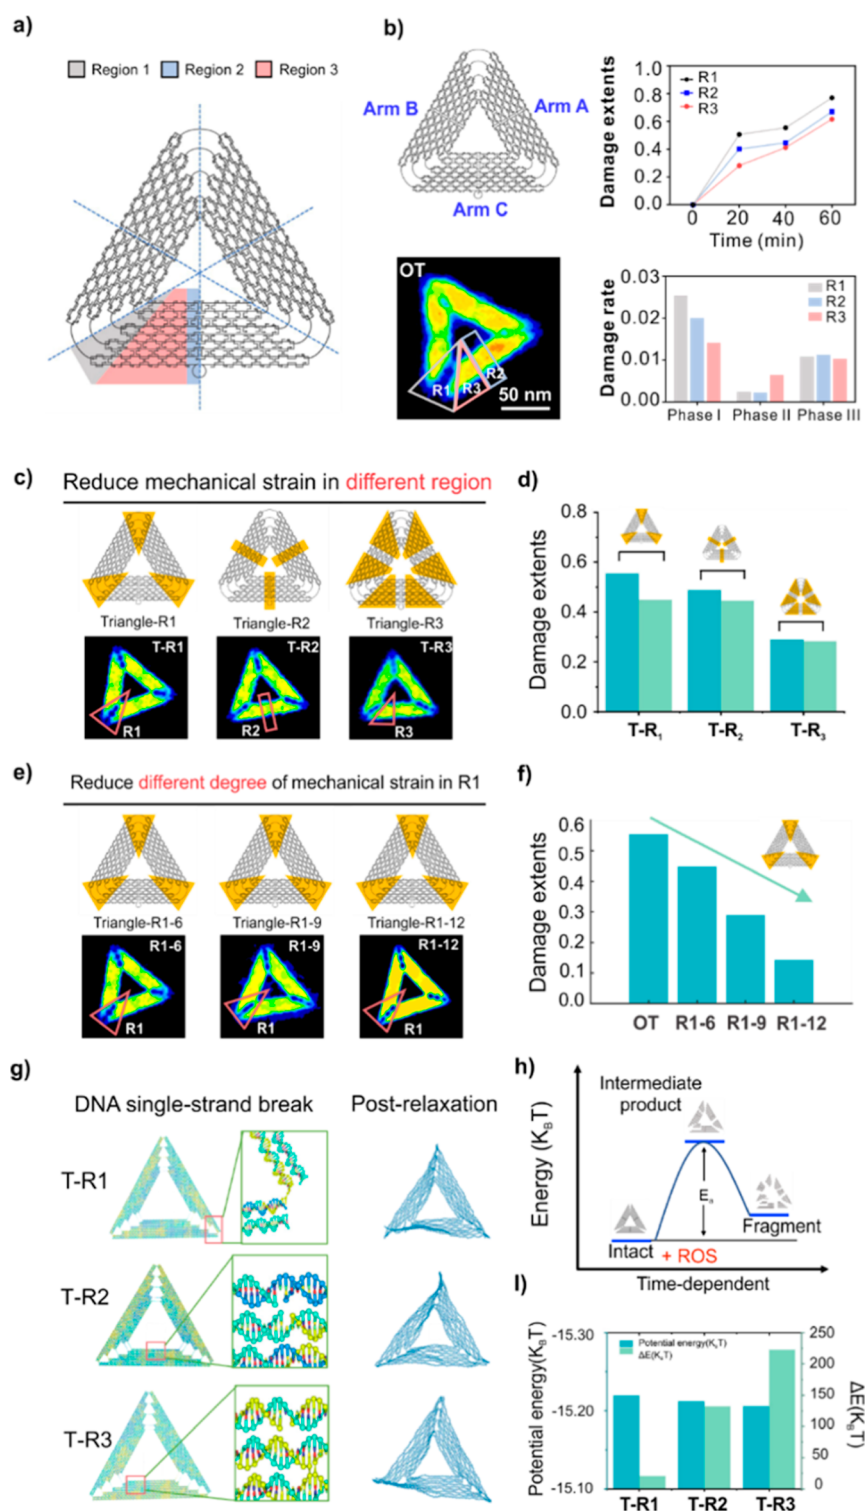 a)
Region 1 Region 2 Region 3
b)
Arm B
Arm A
Arm C
Damage extents
1.0
0.8
0.6
0.4
0.2
0.0
R1
R2
R3
0 20 40 60
Time (min)
OT
R1
R3
R2
50 nm
Damage rate
0.03
0.02
0.01
0.00
R1
R2
R3
Phase I Phase II Phase III
c)
Reduce mechanical strain in different region
Triangle-R1 Triangle-R2 Triangle-R3
T-R1 T-R2 T-R3
R1 R2 R3
d)
Damage extents
0.8
0.6
0.4
0.2
0.0
T-R₁ T-R₂ T-R₃
e)
Reduce different degree of mechanical strain in R1
Triangle-R1-6 Triangle-R1-9 Triangle-R1-12
R1-6 R1-9 R1-12
R1 R1 R1
f)
Damage extents
0.6
0.5
0.4
0.3
0.2
0.1
0.0
OT R1-6 R1-9 R1-12
g)
DNA single-strand break Post-relaxation
T-R1
T-R2
T-R3
h)
Energy (KBT)
Intermediate
product
Ea
Intact
+ ROS
Fragment
Time-dependent
I)
Potential energy(KBT)
-15.30
-15.20
-15.10
Potential energy(KBT)
ΔE(KBT)
250
200
150
100
50
0
ΔE(KBT)
T-R1 T-R2 T-R3